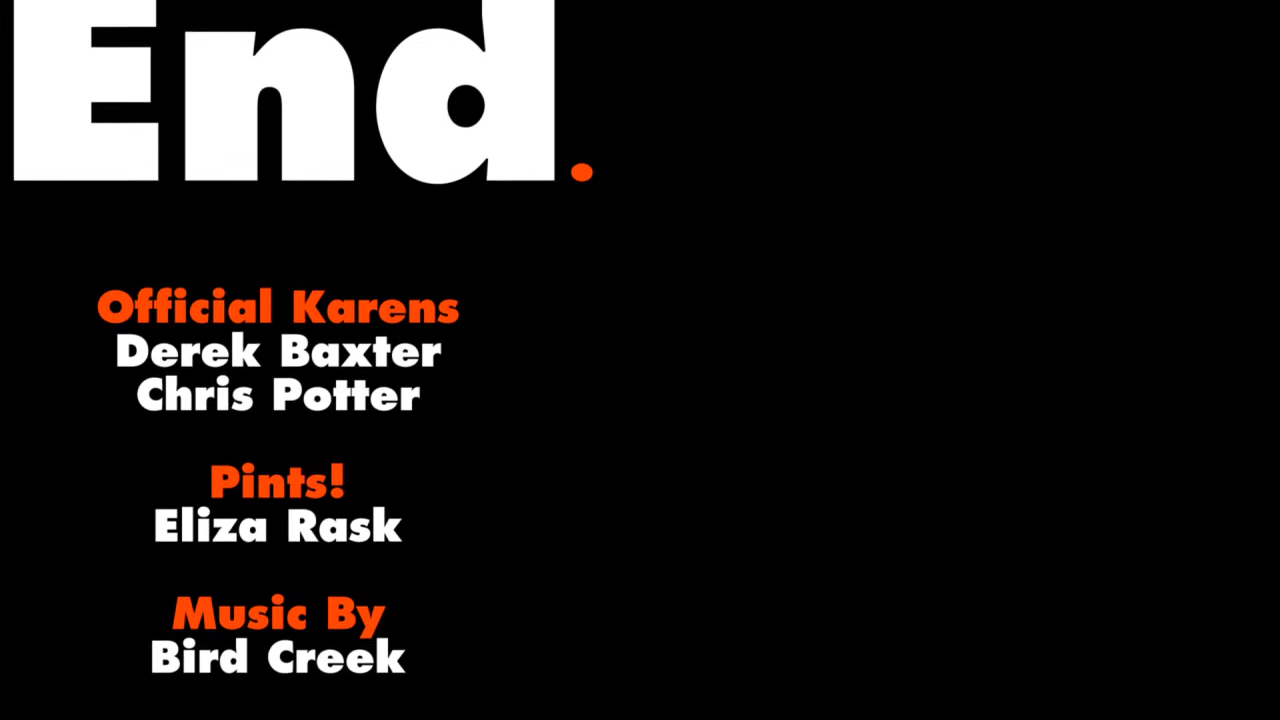 End.
Official Karens
Derek Baxter
Chris Potter
Pints!
Eliza Rask
Music By
Bird Creek